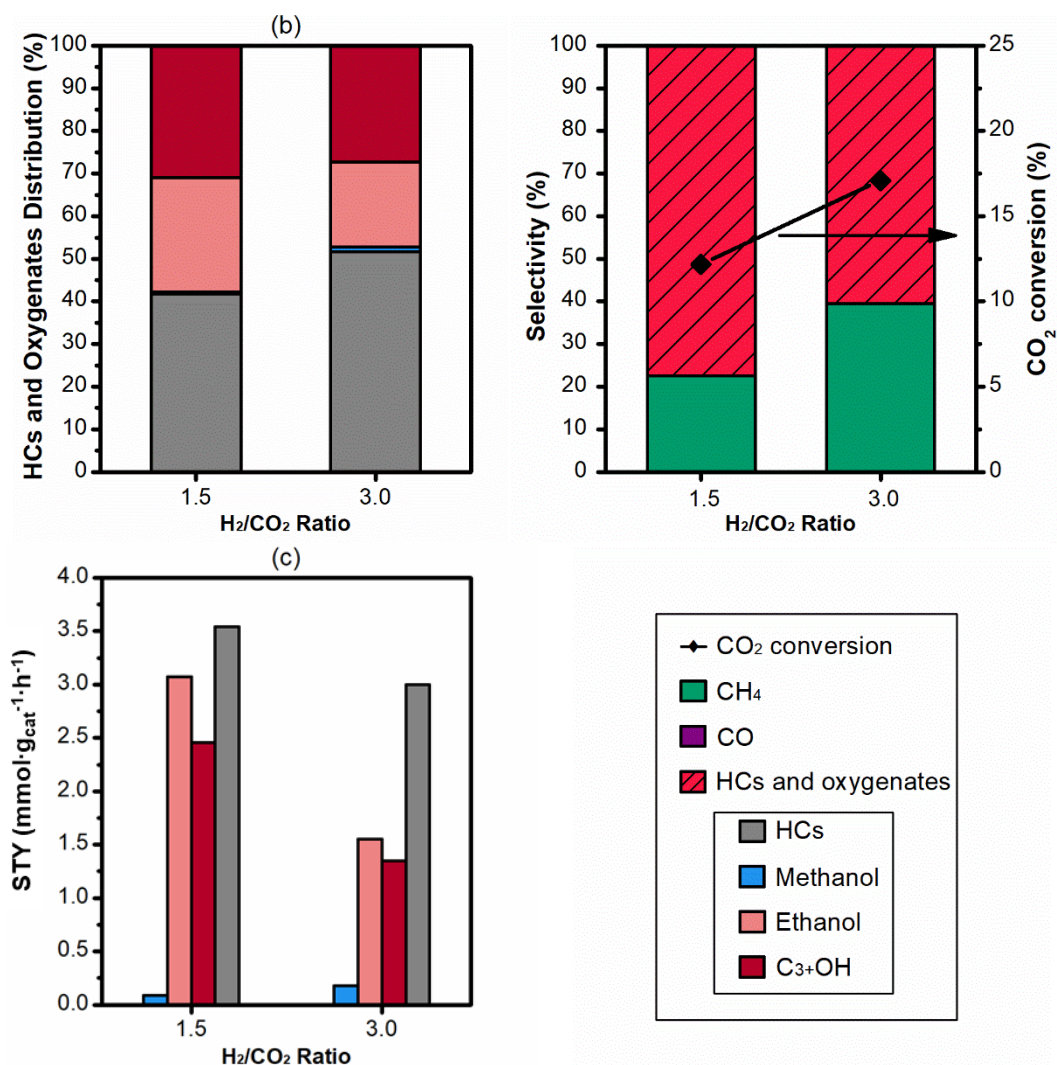 (b)
HCs and Oxygenates Distribution (%)
100
90
80
70
60
50
40
30
20
10
0
1.5 3.0
H₂/CO₂ Ratio
Selectivity (%)
100
90
80
70
60
50
40
30
20
10
0
25
20
15
10
5
0
CO₂ conversion (%)
1.5 3.0
H₂/CO₂ Ratio
(c)
STY (mmol·g_cat⁻¹·h⁻¹)
4.0
3.5
3.0
2.5
2.0
1.5
1.0
0.5
0.0
1.5 3.0
H₂/CO₂ Ratio
CO₂ conversion
CH₄
CO
HCs and oxygenates
HCs
Methanol
Ethanol
C₃₊OH